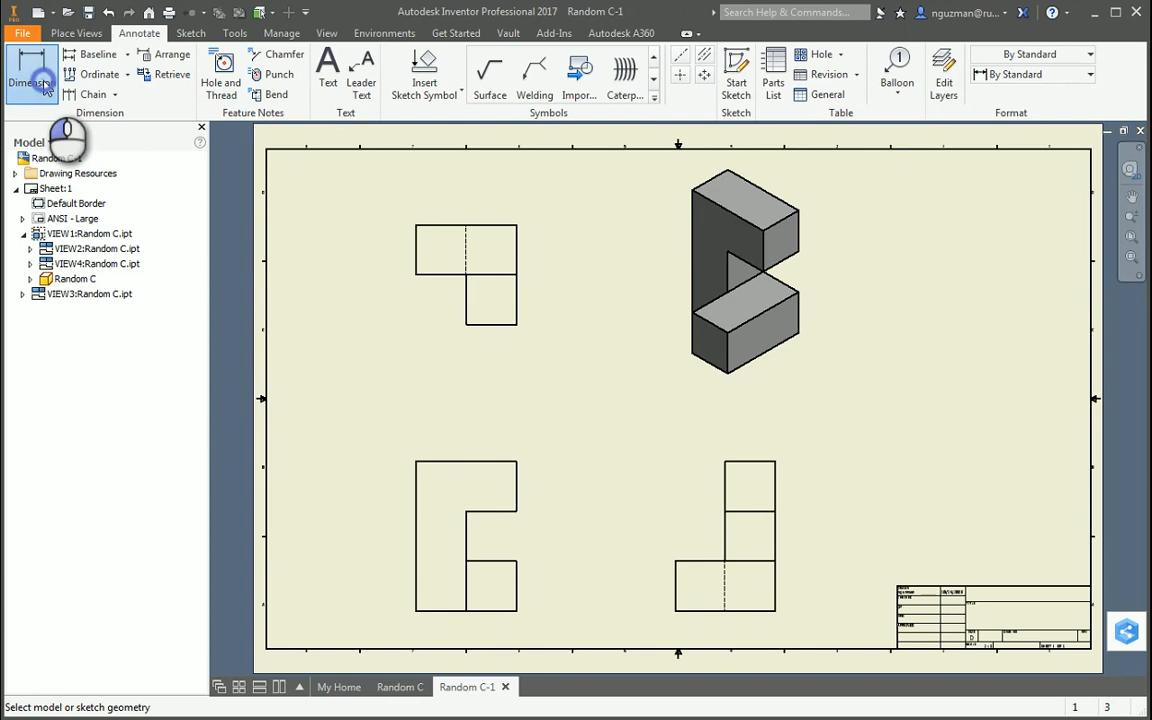 Autodesk Inventor Professional 2017 Random C-1
Search Help & Commands...
nguzman@ru...
File Place Views Annotate Sketch Tools Manage View Environments Get Started Vault Add-Ins Autodesk A360
Dimension
Baseline
Ordinate
Chain
Arrange
Retrieve
Hole and Thread
Chamfer
Punch
Bend
Text
Leader Text
Insert Sketch Symbol
Surface
Welding
Impor...
Caterp...
Start Sketch
Parts List
Hole
Revision
General
Balloon
Edit Layers
By Standard
By Standard
Dimension Feature Notes Text Symbols Sketch Table Format
Model
Random C-1
Drawing Resources
Sheet:1
Default Border
ANSI - Large
VIEW1:Random C.ipt
VIEW2:Random C.ipt
VIEW4:Random C.ipt
Random C
VIEW3:Random C.ipt
My Home Random C Random C-1
Select model or sketch geometry
1 3